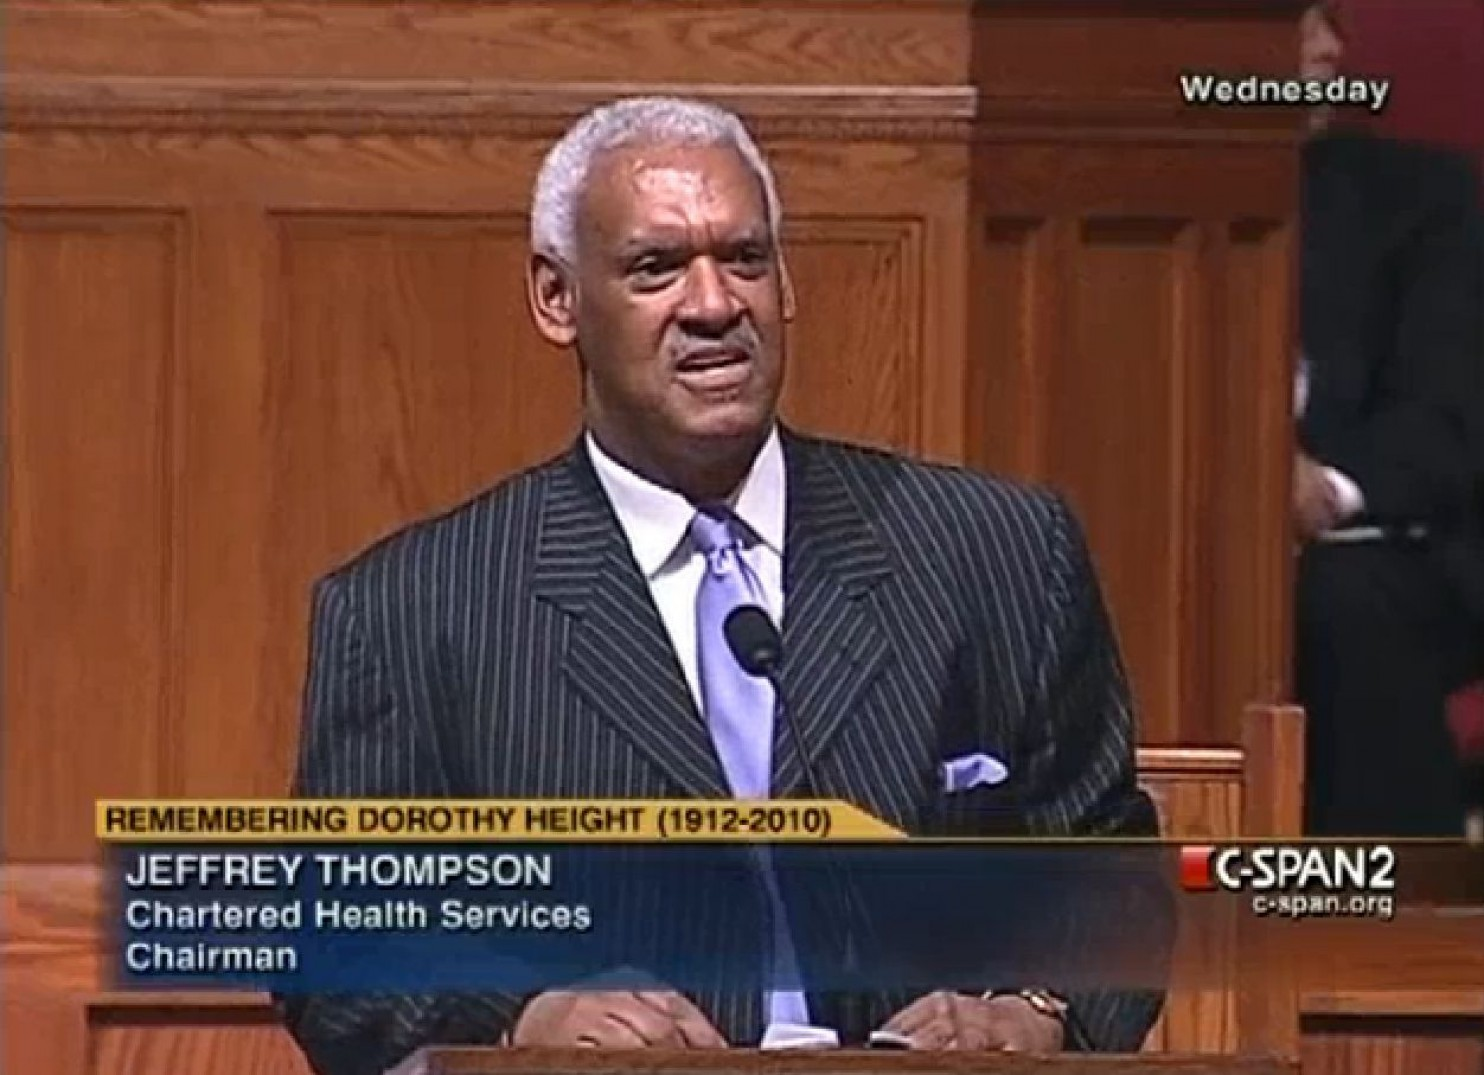 Wednesday
REMEMBERING DOROTHY HEIGHT (1912-2010)
JEFFREY THOMPSON
Chartered Health Services
Chairman
C-SPAN2
c-span.org